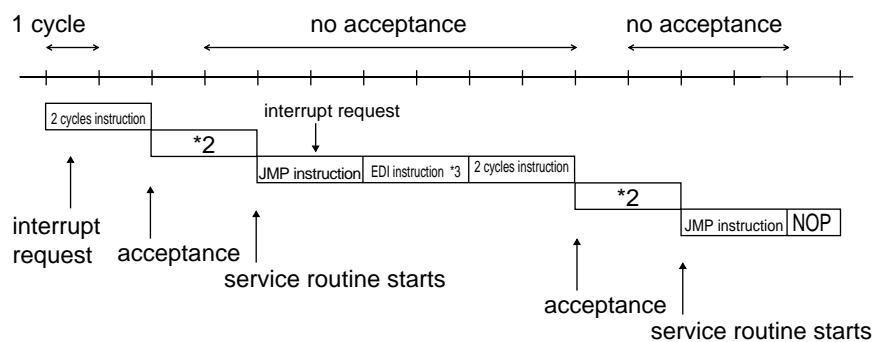 1 cycle
no acceptance
no acceptance
interrupt request
2 cycles instruction
*2
JMP instruction
EDI instruction *3
2 cycles instruction
*2
JMP instruction
NOP
interrupt
request
acceptance
service routine starts
acceptance
service routine starts